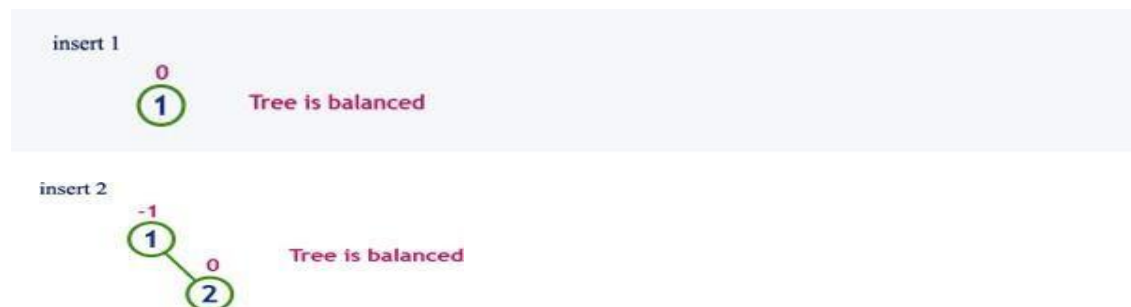 insert 1
0
1 Tree is balanced
insert 2
-1
1
Tree is balanced
0
2